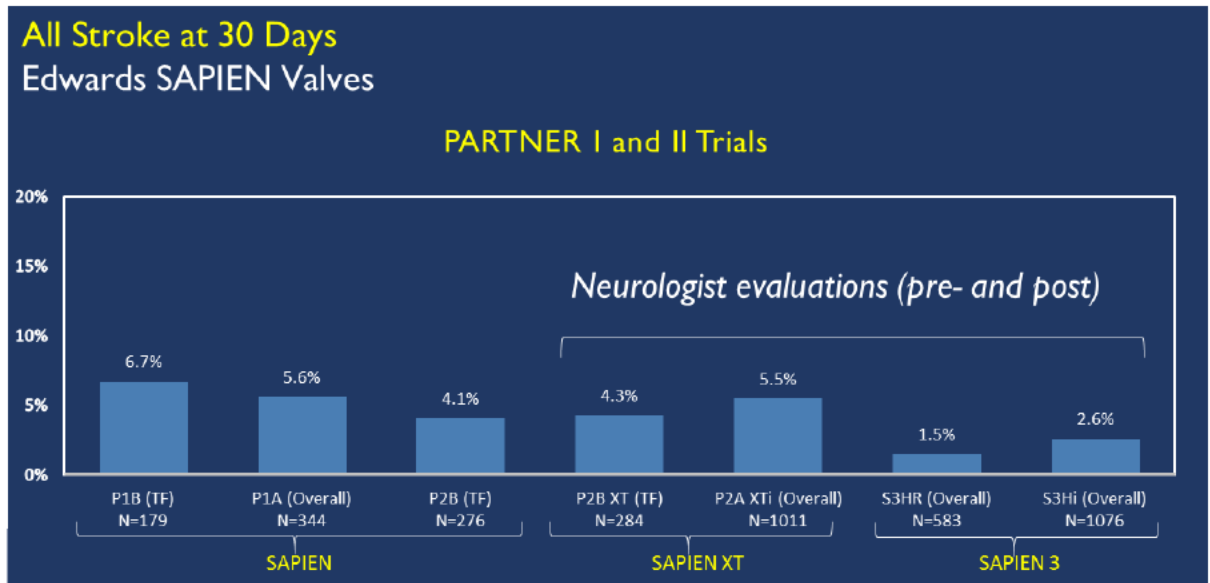 All Stroke at 30 Days
Edwards SAPIEN Valves
PARTNER I and II Trials
20%
15%
10%
5%
0%
Neurologist evaluations (pre- and post)
6.7%
5.6%
4.1%
4.3%
5.5%
1.5%
2.6%
P1B (TF)
N=179
P1A (Overall)
N=344
P2B (TF)
N=276
P2B XT (TF)
N=284
P2A XTi (Overall)
N=1011
S3HR (Overall)
N=583
S3Hi (Overall)
N=1076
SAPIEN
SAPIEN XT
SAPIEN 3